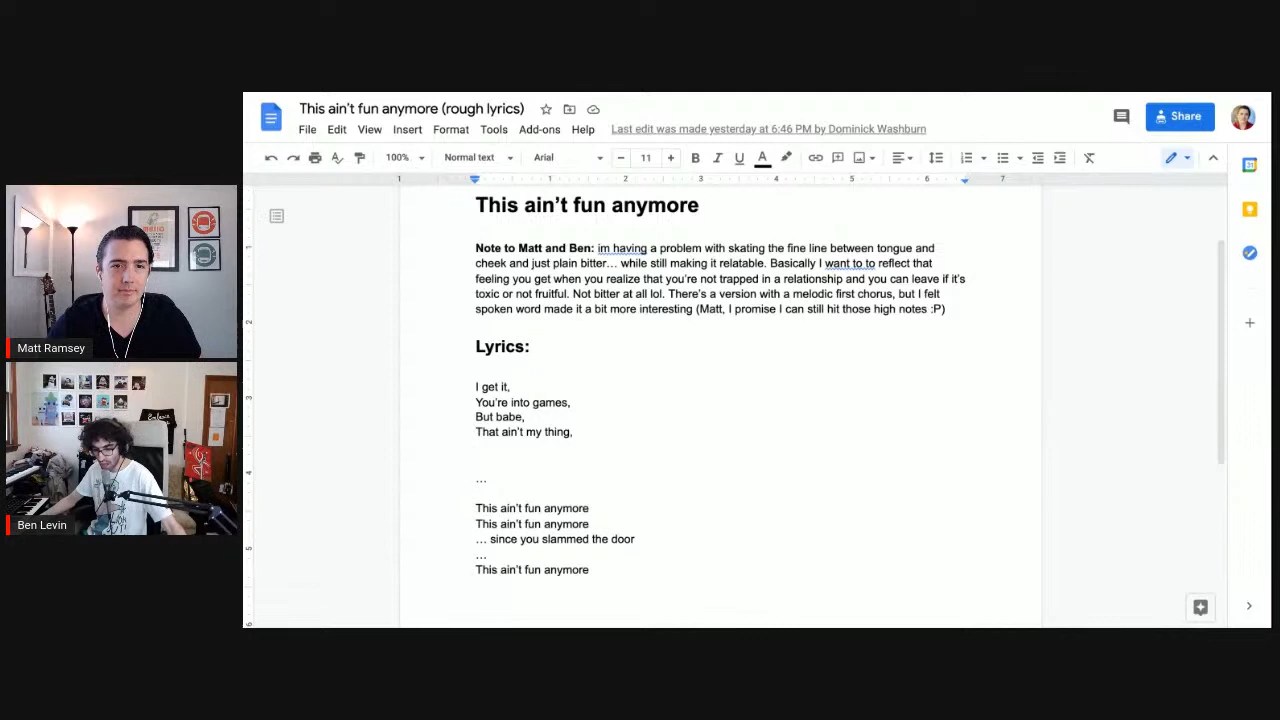 This ain't fun anymore (rough lyrics)
File Edit View Insert Format Tools Add-ons Help Last edit was made yesterday at 6:46 PM by Dominick Washburn
Share
100% Normal text Arial 11 B I U A
1 1 2 3 4 5 6 7
This ain't fun anymore
Note to Matt and Ben: im having a problem with skating the fine line between tongue and
cheek and just plain bitter… while still making it relatable. Basically I want to to reflect that
feeling you get when you realize that you're not trapped in a relationship and you can leave if it's
toxic or not fruitful. Not bitter at all lol. There's a version with a melodic first chorus, but I felt
spoken word made it a bit more interesting (Matt, I promise I can still hit those high notes :P)
Lyrics:
I get it,
You're into games,
But babe,
That ain't my thing,
…
This ain't fun anymore
This ain't fun anymore
… since you slammed the door
…
This ain't fun anymore
Matt Ramsey
Ben Levin